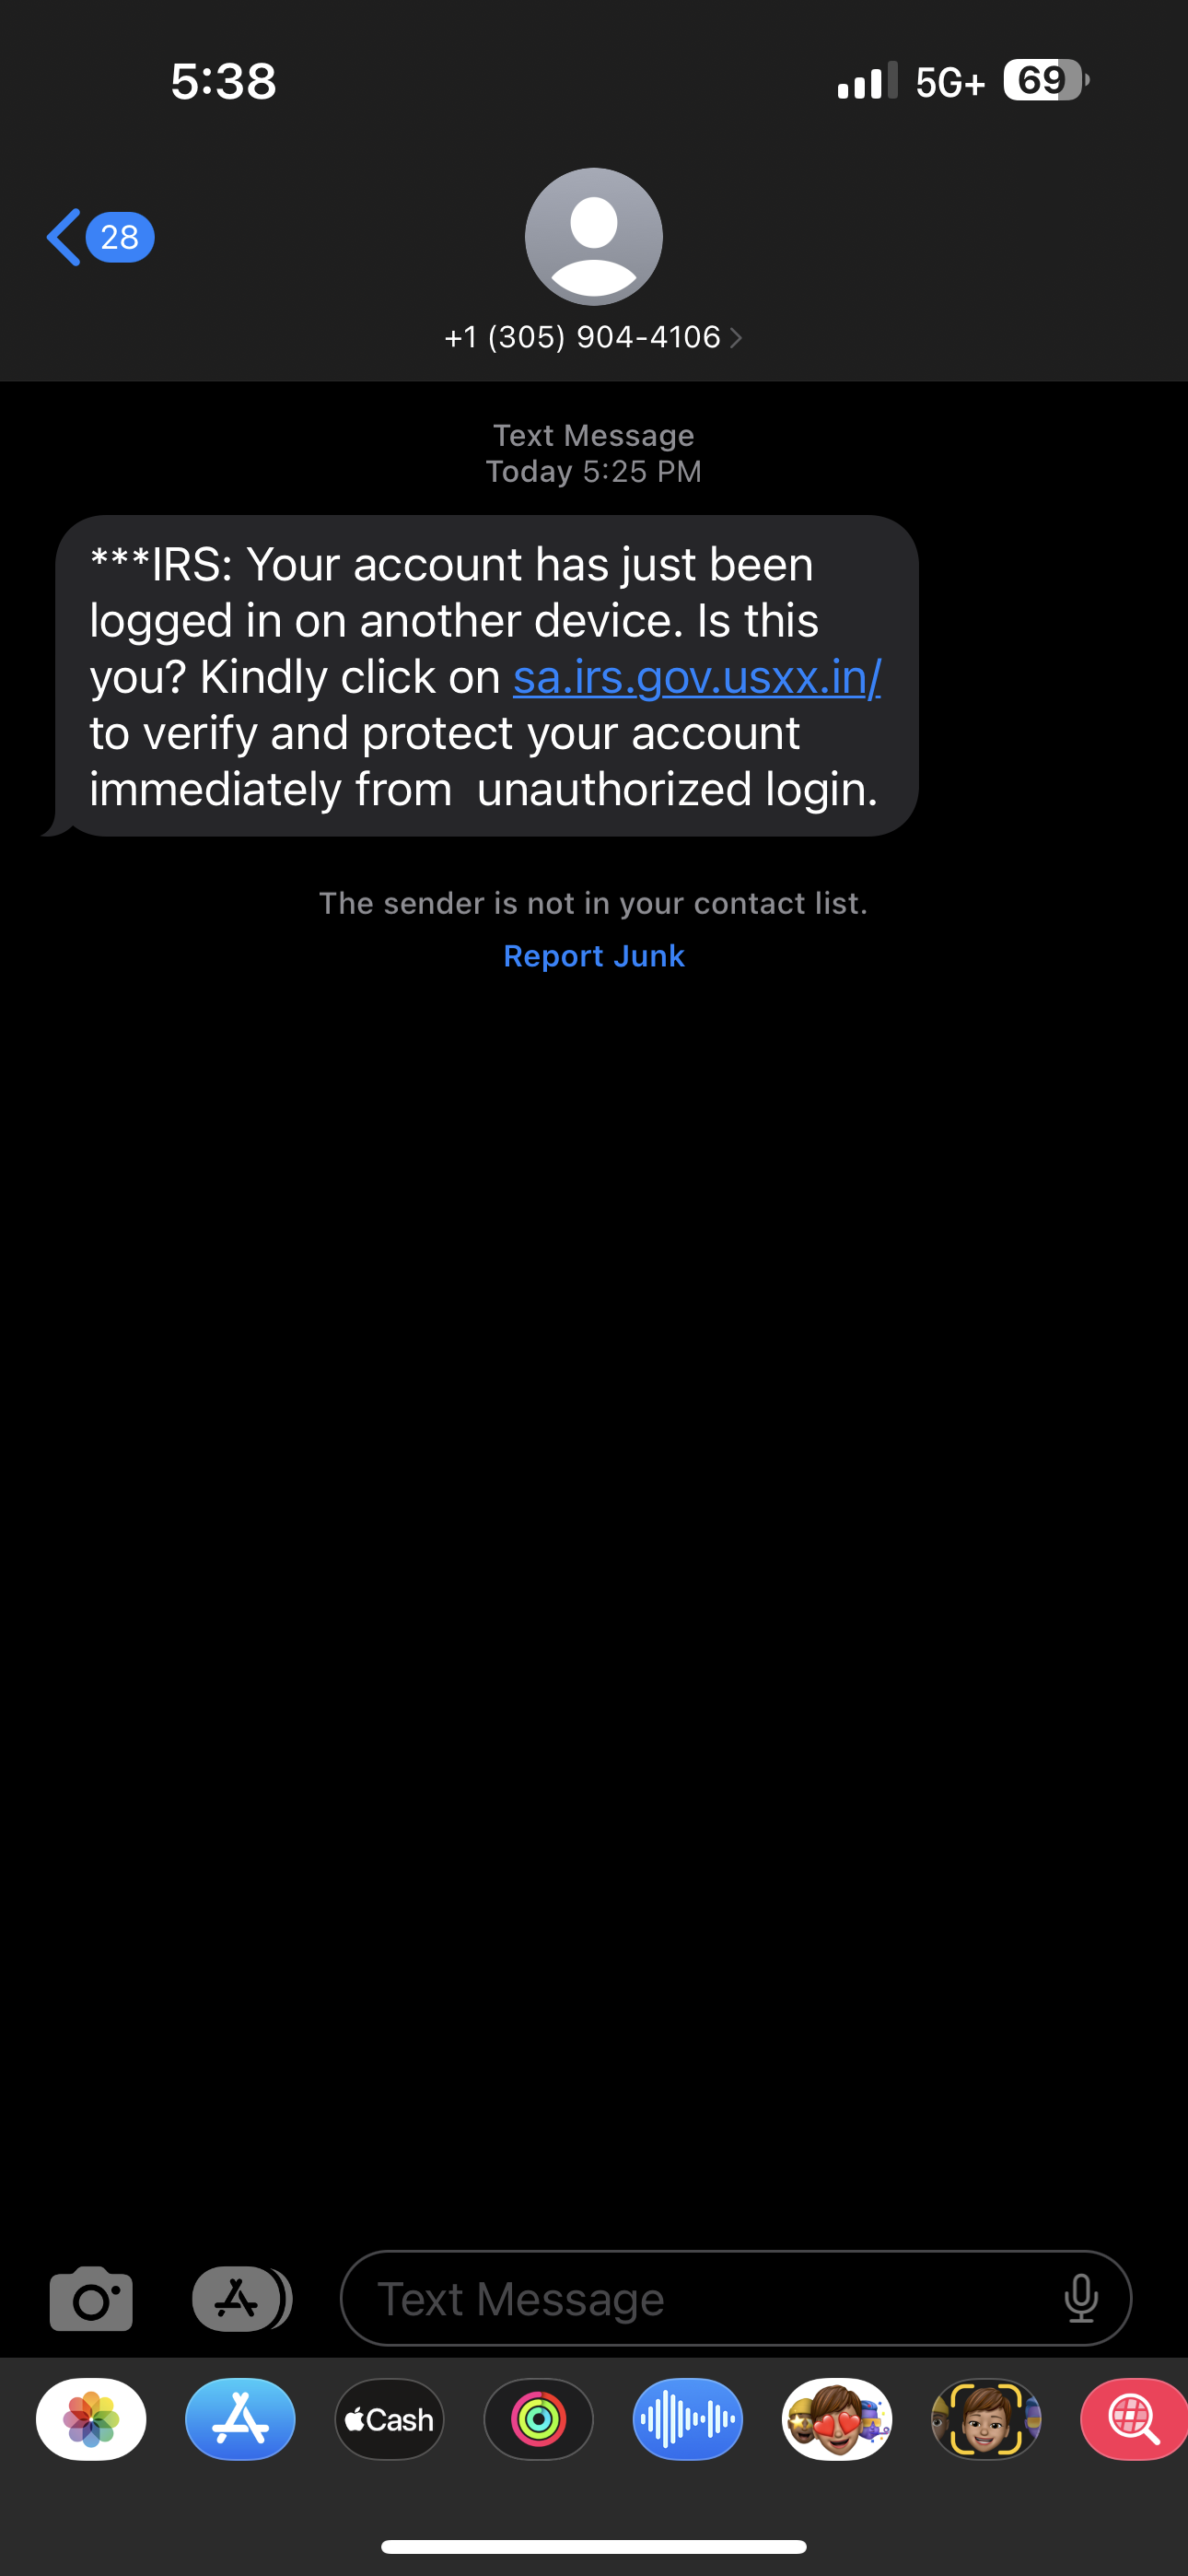 5:38
5G+
69
28
+1 (305) 904-4106
Text Message
Today 5:25 PM
***IRS: Your account has just been
logged in on another device. Is this
you? Kindly click on sa.irs.gov.usxx.in/
to verify and protect your account
immediately from  unauthorized login.
The sender is not in your contact list.
Report Junk
Text Message
Cash